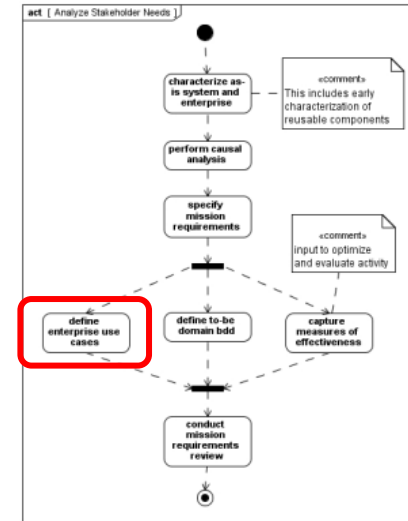 act [ Analyze Stakeholder Needs ]
characterize as-
is system and
enterprise
«comment»
This includes early
characterization of
reusable components
perform causal
analysis
specify
mission
requirements
«comment»
input to optimize
and evaluate activity
define
enterprise use
cases
define to-be
domain bdd
capture
measures of
effectiveness
conduct
mission
requirements
review